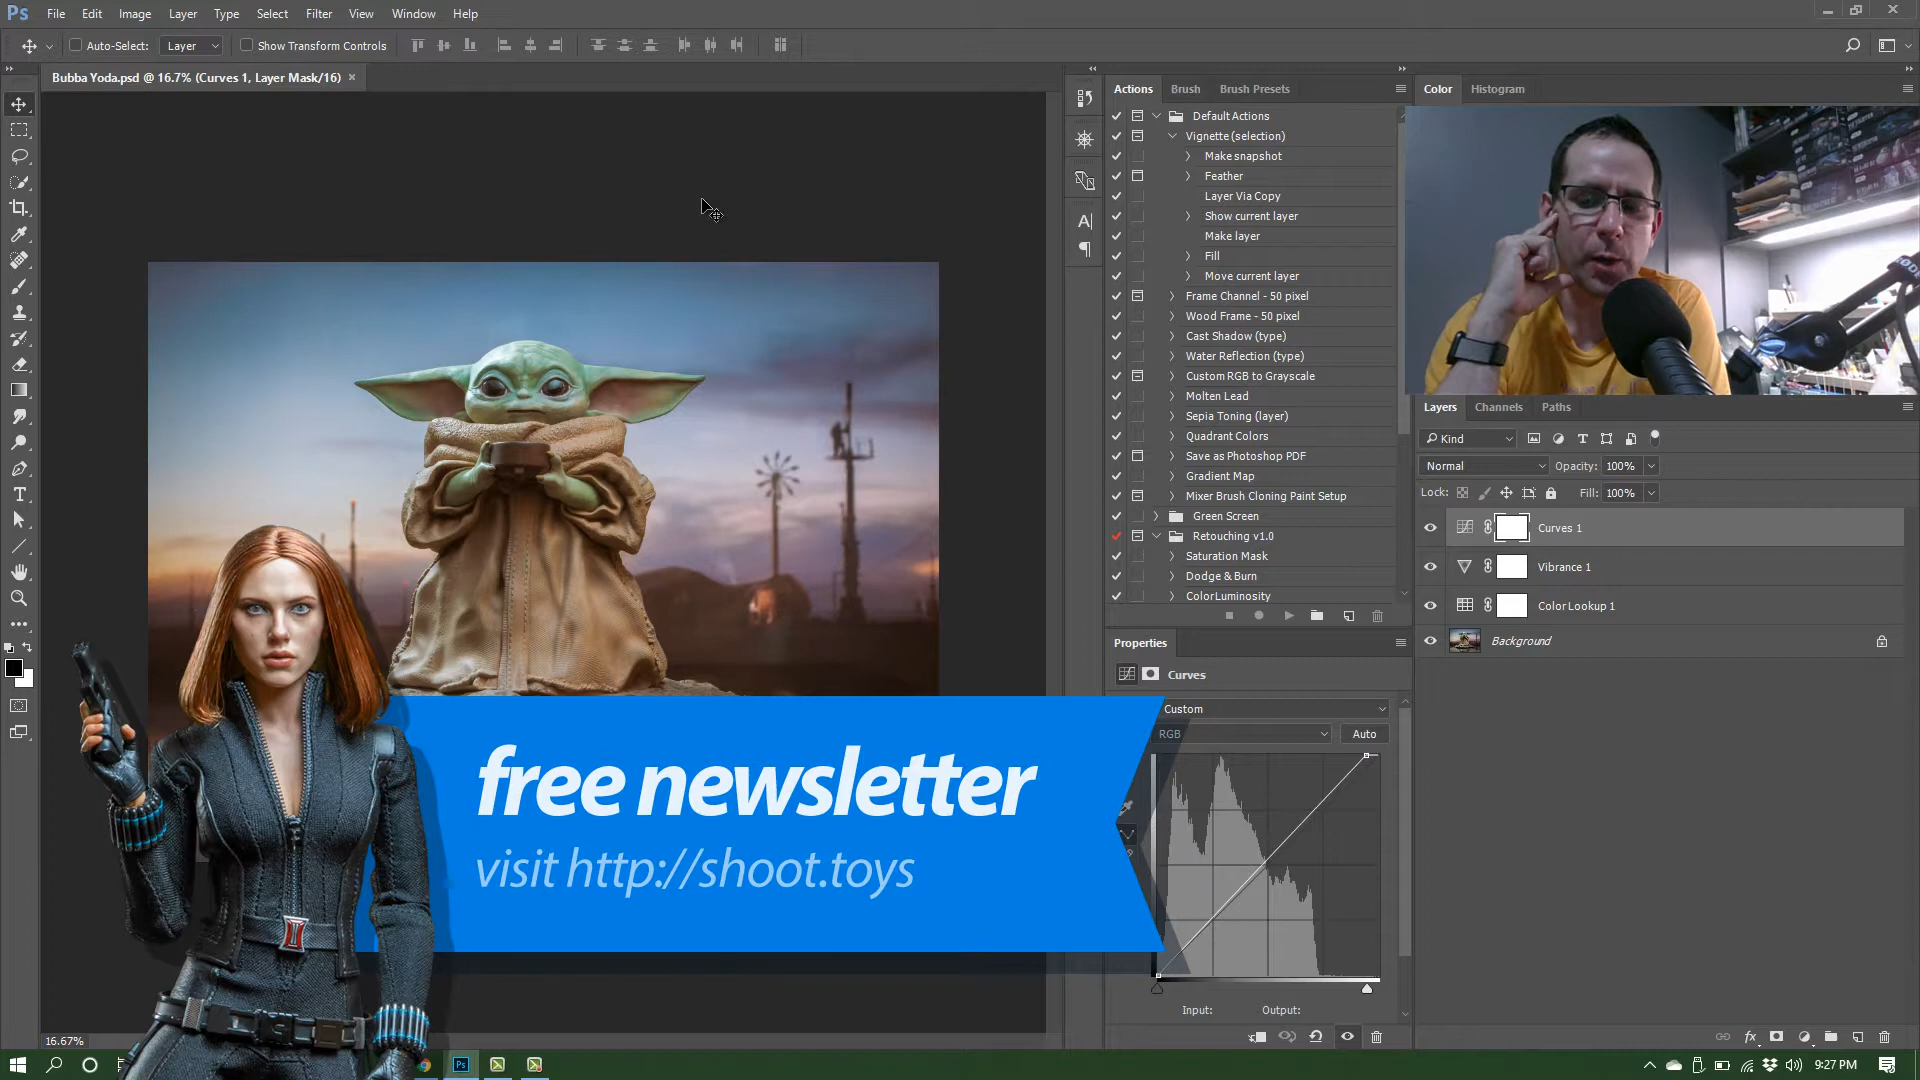 Ps File Edit Image Layer Type Select Filter 3D View Window Help
Auto-Select: Layer Show Transform Controls
Bubba Yoda.psd @ 16.7% (Curves 1, Layer Mask/16) ×
Actions Brush Brush Presets
Default Actions
Vignette (selection)
Make snapshot
Feather
Layer Via Copy
Show current layer
Make layer
Fill
Move current layer
Frame Channel - 50 pixel
Wood Frame - 50 pixel
Cast Shadow (type)
Water Reflection (type)
Custom RGB to Grayscale
Molten Lead
Sepia Toning (layer)
Quadrant Colors
Save as Photoshop PDF
Gradient Map
Mixer Brush Cloning Paint Setup
Green Screen
Retouching v1.0
Saturation Mask
Dodge & Burn
ColorLuminosity
Properties
Curves
Custom
RGB Auto
Input: Output:
Color Histogram
Layers Channels Paths
Kind
Normal Opacity: 100%
Lock: Fill: 100%
Curves 1
Vibrance 1
Color Lookup 1
Background
fx
free newsletter
visit http://shoot.toys
16.67%
Ps
9:27 PM